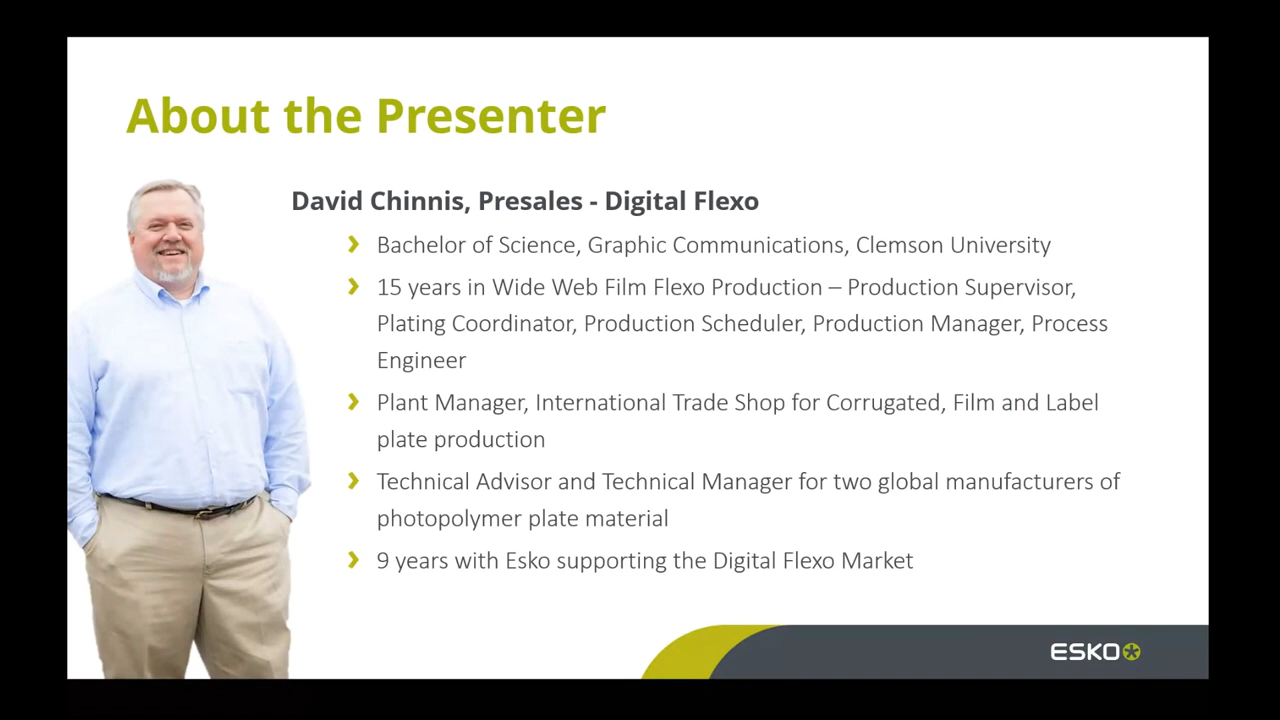 About the Presenter
David Chinnis, Presales - Digital Flexo
Bachelor of Science, Graphic Communications, Clemson University
15 years in Wide Web Film Flexo Production – Production Supervisor,
Plating Coordinator, Production Scheduler, Production Manager, Process
Engineer
Plant Manager, International Trade Shop for Corrugated, Film and Label
plate production
Technical Advisor and Technical Manager for two global manufacturers of
photopolymer plate material
9 years with Esko supporting the Digital Flexo Market
ESKO